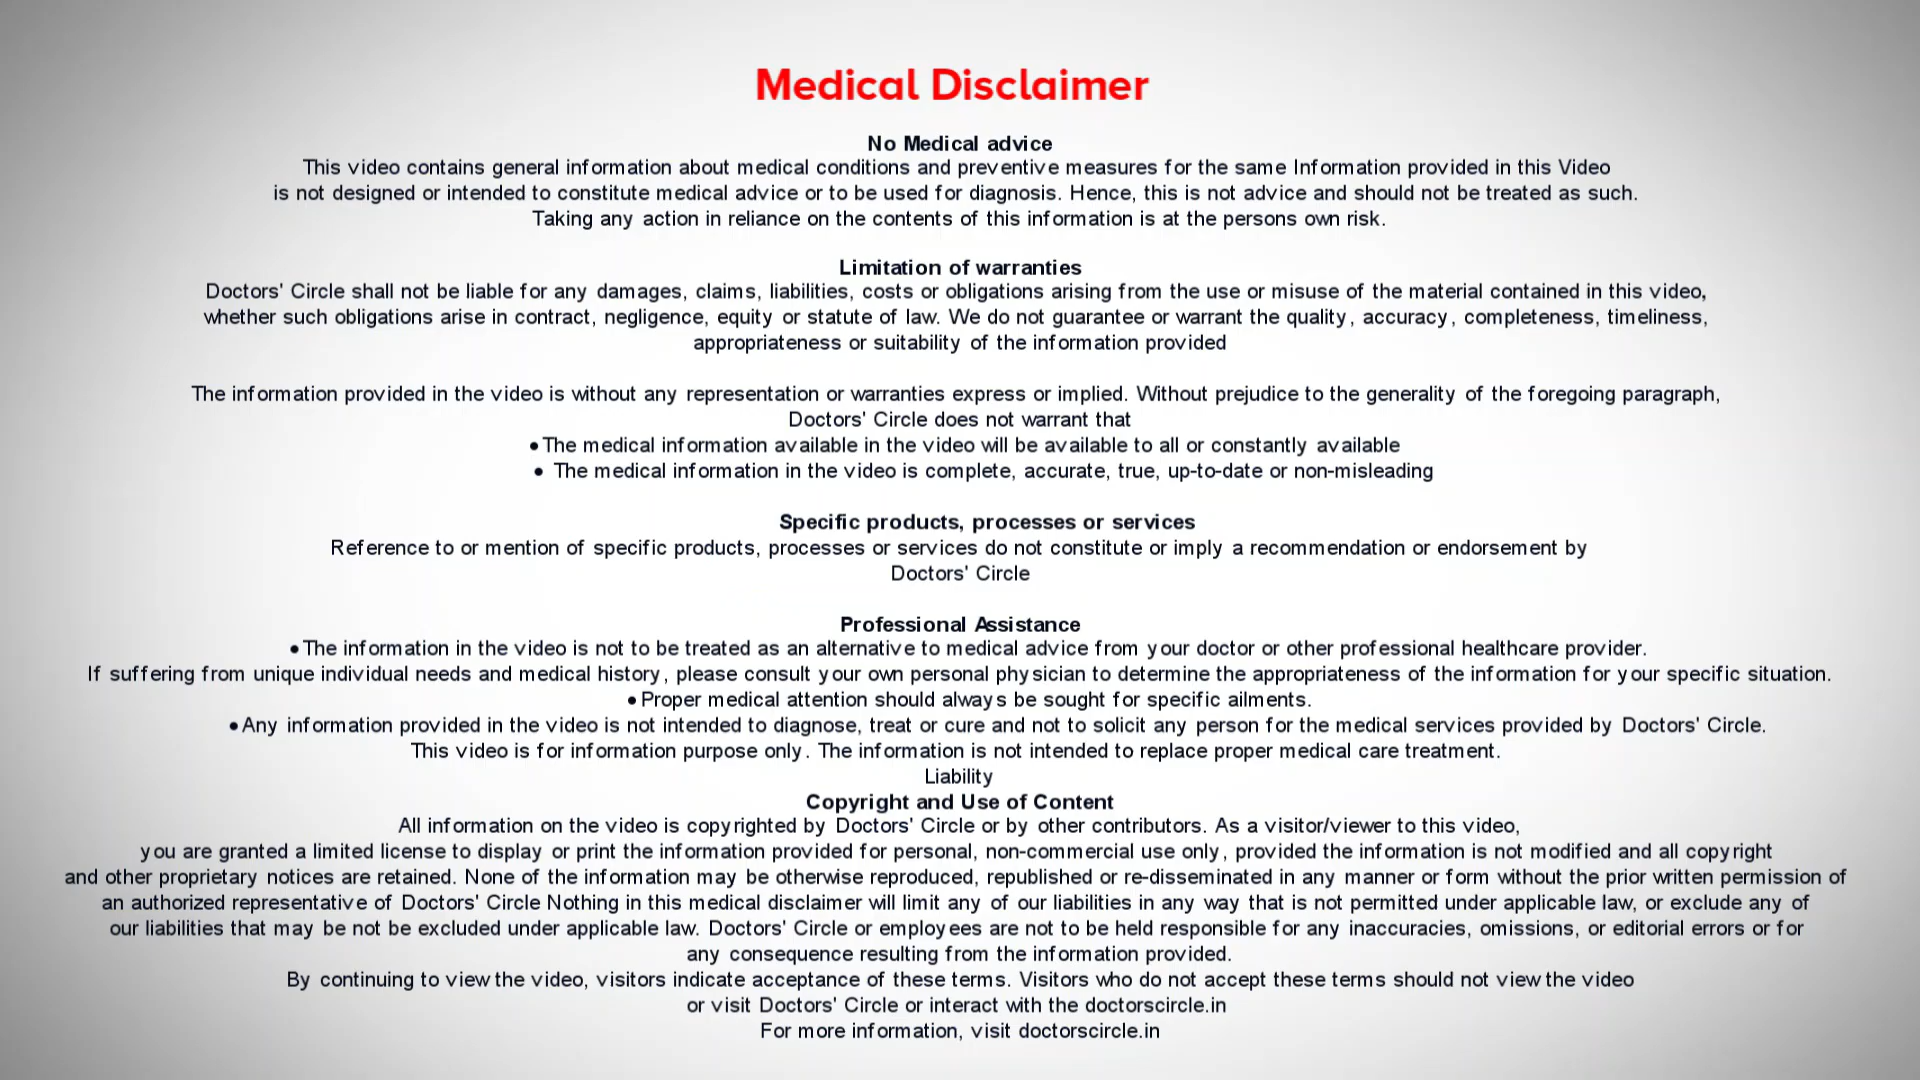 Medical Disclaimer
No Medical advice
This video contains general information about medical conditions and preventive measures for the same Information provided in this Video
is not designed or intended to constitute medical advice or to be used for diagnosis. Hence, this is not advice and should not be treated as such.
Taking any action in reliance on the contents of this information is at the persons own risk.
Limitation of warranties
Doctors' Circle shall not be liable for any damages, claims, liabilities, costs or obligations arising from the use or misuse of the material contained in this video,
whether such obligations arise in contract, negligence, equity or statute of law. We do not guarantee or warrant the quality, accuracy, completeness, timeliness,
appropriateness or suitability of the information provided
The information provided in the video is without any representation or warranties express or implied. Without prejudice to the generality of the foregoing paragraph,
Doctors' Circle does not warrant that
• The medical information available in the video will be available to all or constantly available
• The medical information in the video is complete, accurate, true, up-to-date or non-misleading
Specific products, processes or services
Reference to or mention of specific products, processes or services do not constitute or imply a recommendation or endorsement by
Doctors' Circle
Professional Assistance
• The information in the video is not to be treated as an alternative to medical advice from your doctor or other professional healthcare provider.
If suffering from unique individual needs and medical history, please consult your own personal physician to determine the appropriateness of the information for your specific situation.
• Proper medical attention should always be sought for specific ailments.
• Any information provided in the video is not intended to diagnose, treat or cure and not to solicit any person for the medical services provided by Doctors' Circle.
This video is for information purpose only. The information is not intended to replace proper medical care treatment.
Liability
Copyright and Use of Content
All information on the video is copyrighted by Doctors' Circle or by other contributors. As a visitor/viewer to this video,
you are granted a limited license to display or print the information provided for personal, non-commercial use only, provided the information is not modified and all copyright
and other proprietary notices are retained. None of the information may be otherwise reproduced, republished or re-disseminated in any manner or form without the prior written permission of
an authorized representative of Doctors' Circle Nothing in this medical disclaimer will limit any of our liabilities in any way that is not permitted under applicable law, or exclude any of
our liabilities that may be not be excluded under applicable law. Doctors' Circle or employees are not to be held responsible for any inaccuracies, omissions, or editorial errors or for
any consequence resulting from the information provided.
By continuing to view the video, visitors indicate acceptance of these terms. Visitors who do not accept these terms should not view the video
or visit Doctors' Circle or interact with the doctorscircle.in
For more information, visit doctorscircle.in